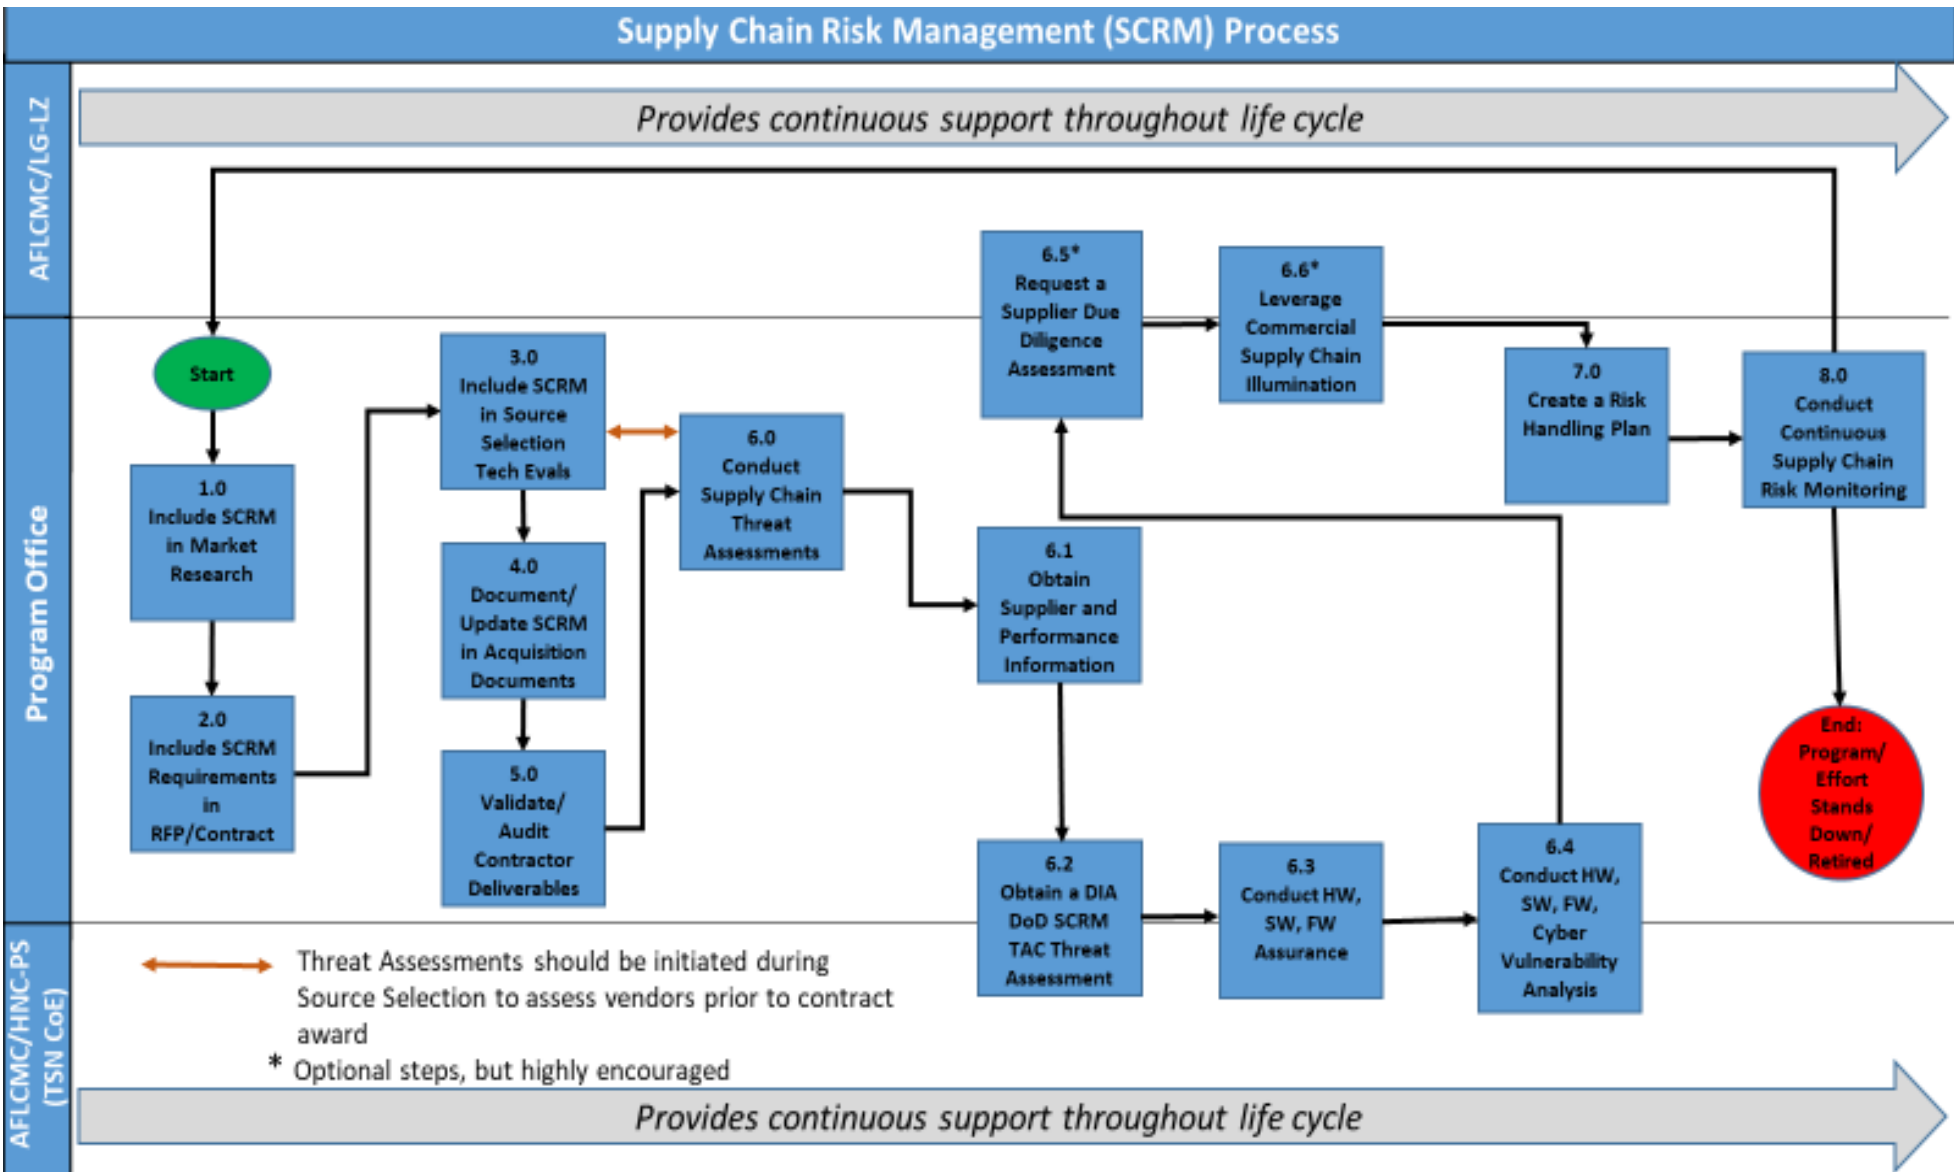 Supply Chain Risk Management (SCRM) Process
AFLCMC/LG-LZ
Provides continuous support throughout life cycle
Program Office
Start
1.0
Include SCRM
in Market
Research
2.0
Include SCRM
Requirements
in
RFP/Contract
3.0
Include SCRM
in Source
Selection
Tech Evals
4.0
Document/
Update SCRM
in Acquisition
Documents
5.0
Validate/
Audit
Contractor
Deliverables
6.0
Conduct
Supply Chain
Threat
Assessments
6.1
Obtain
Supplier and
Performance
Information
6.2
Obtain a DIA
DoD SCRM
TAC Threat
Assessment
6.3
Conduct HW,
SW, FW
Assurance
6.4
Conduct HW,
SW, FW,
Cyber
Vulnerability
Analysis
6.5*
Request a
Supplier Due
Diligence
Assessment
6.6*
Leverage
Commercial
Supply Chain
Illumination
7.0
Create a Risk
Handling Plan
8.0
Conduct
Continuous
Supply Chain
Risk Monitoring
End:
Program/
Effort
Stands
Down/
Retired
AFLCMC/HNC-PS
(TSN CoE)
Threat Assessments should be initiated during
Source Selection to assess vendors prior to contract
award
* Optional steps, but highly encouraged
Provides continuous support throughout life cycle